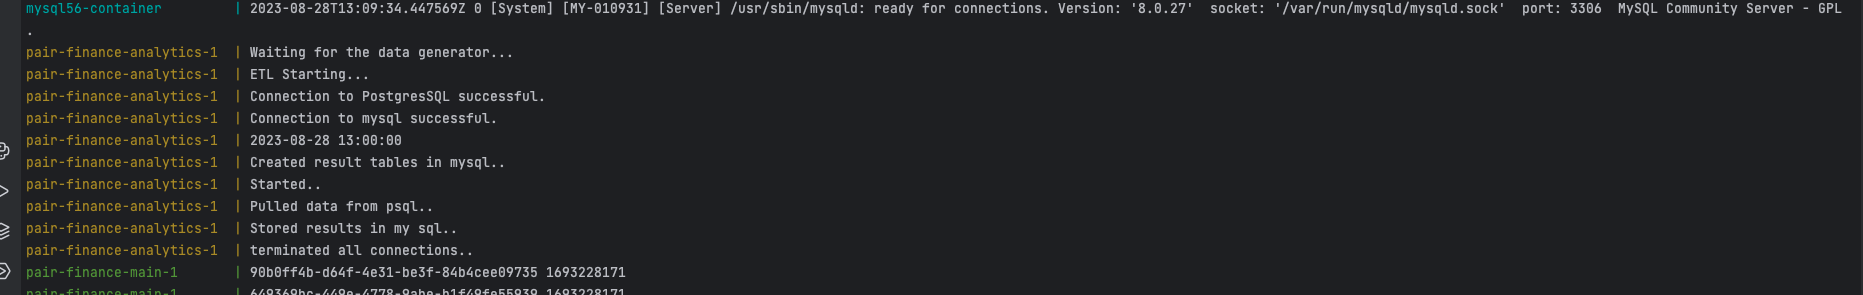 mysql56-container | 2023-08-28T13:09:34.447569Z 0 [System] [MY-010931] [Server] /usr/sbin/mysqld: ready for connections. Version: '8.0.27' socket: '/var/run/mysqld/mysqld.sock' port: 3306 MySQL Community Server - GPL
.
pair-finance-analytics-1 | Waiting for the data generator...
pair-finance-analytics-1 | ETL Starting...
pair-finance-analytics-1 | Connection to PostgresSQL successful.
pair-finance-analytics-1 | Connection to mysql successful.
pair-finance-analytics-1 | 2023-08-28 13:00:00
pair-finance-analytics-1 | Created result tables in mysql..
pair-finance-analytics-1 | Started..
pair-finance-analytics-1 | Pulled data from psql..
pair-finance-analytics-1 | Stored results in my sql..
pair-finance-analytics-1 | terminated all connections..
pair-finance-main-1 | 90b0ff4b-d64f-4e31-be3f-84b4cee09735 1693228171
pair-finance-main-1 | 1693228171